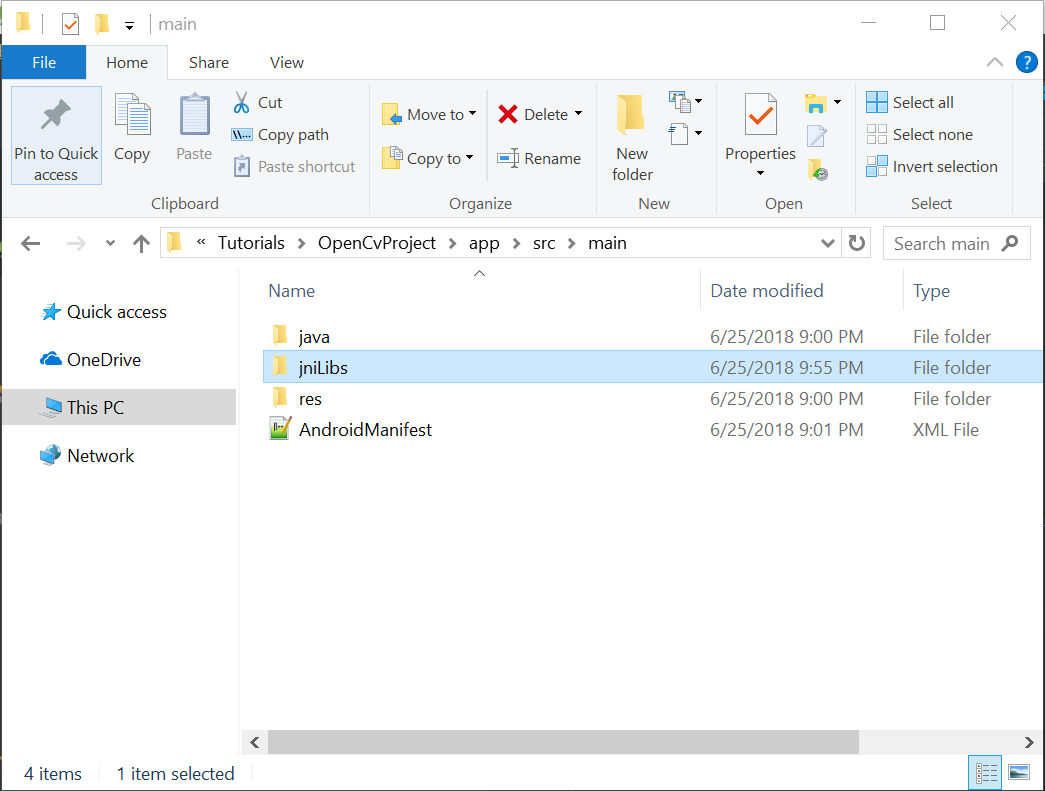 main
File Home Share View
?
Pin to Quick access
Copy
Paste
Cut
Copy path
Paste shortcut
Clipboard
Move to
Copy to
Delete
Rename
Organize
New folder
New
Properties
Open
Select all
Select none
Invert selection
Select
« Tutorials > OpenCvProject > app > src > main
Search main
Quick access
OneDrive
This PC
Network
Name Date modified Type
java 6/25/2018 9:00 PM File folder
jniLibs 6/25/2018 9:55 PM File folder
res 6/25/2018 9:00 PM File folder
AndroidManifest 6/25/2018 9:01 PM XML File
4 items 1 item selected